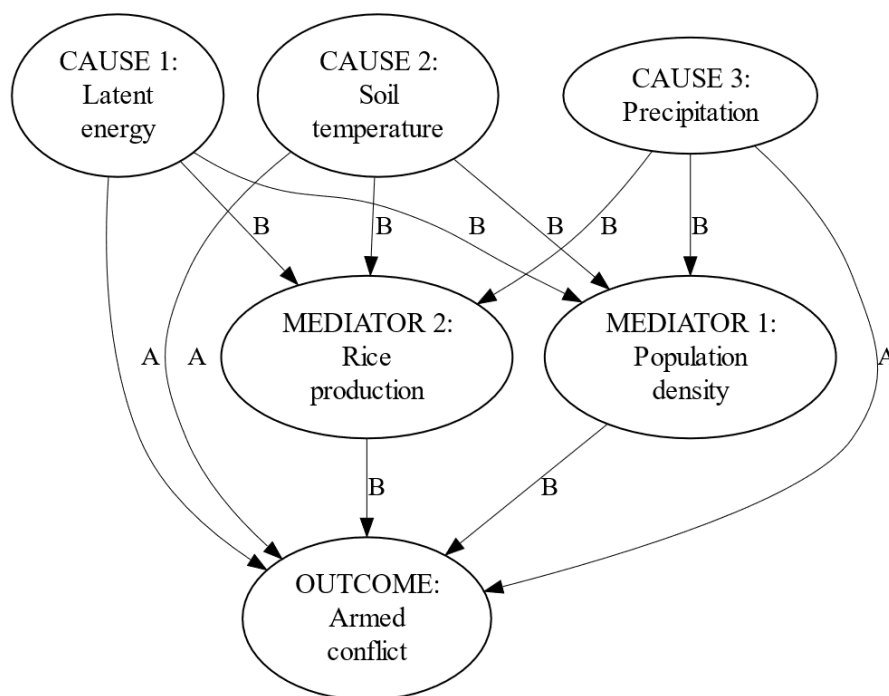 CAUSE 1:
Latent
energy
CAUSE 2:
Soil
temperature
CAUSE 3:
Precipitation
B
B
B
B
B
B
MEDIATOR 2:
Rice
production
MEDIATOR 1:
Population
density
A
A
A
B
B
OUTCOME:
Armed
conflict